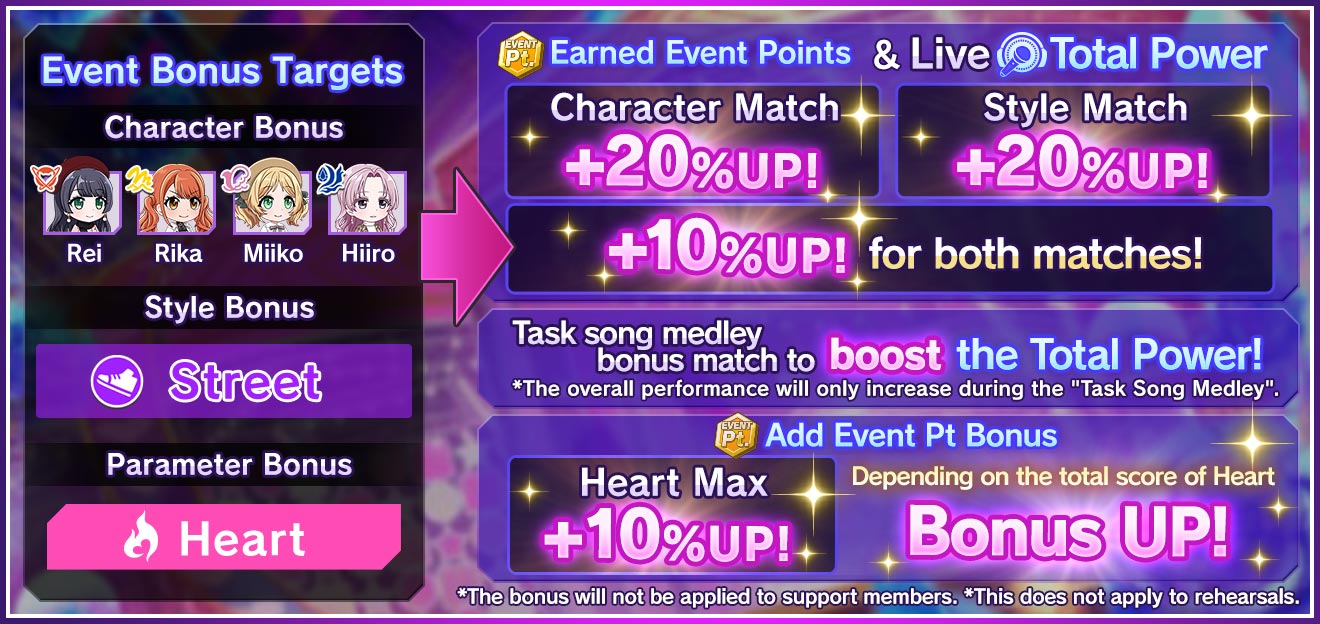 Event Bonus Targets
Character Bonus
Rei
Rika
Miiko
Hiiro
Style Bonus
Street
Parameter Bonus
Heart
EVENT Pt. Earned Event Points & Live Total Power
Character Match
+20%UP!
Style Match
+20%UP!
+10%UP! for both matches!
Task song medley
bonus match to boost the Total Power!
*The overall performance will only increase during the "Task Song Medley".
EVENT Pt. Add Event Pt Bonus
Heart Max
+10%UP!
Depending on the total score of Heart
Bonus UP!
*The bonus will not be applied to support members. *This does not apply to rehearsals.